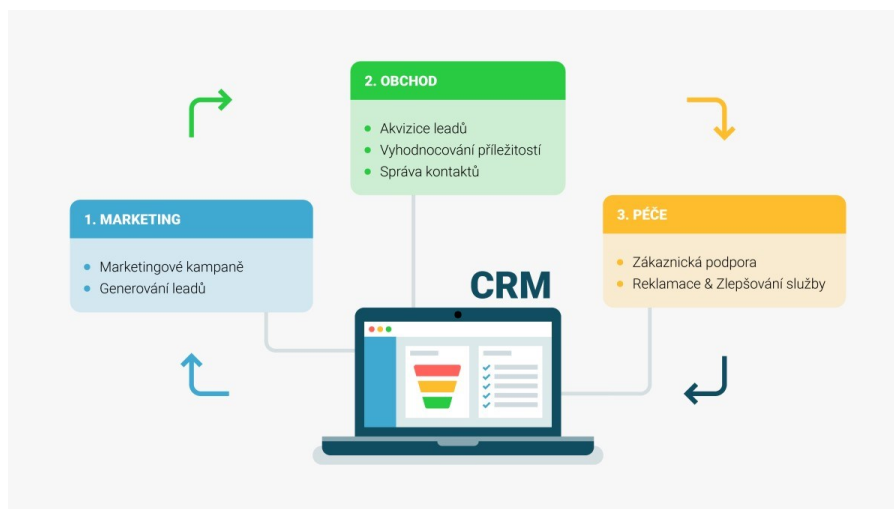 1. MARKETING
Marketingové kampaně
Generování leadů
2. OBCHOD
Akvizice leadů
Vyhodnocování příležitostí
Správa kontaktů
3. PÉČE
Zákaznická podpora
Reklamace & Zlepšování služby
CRM